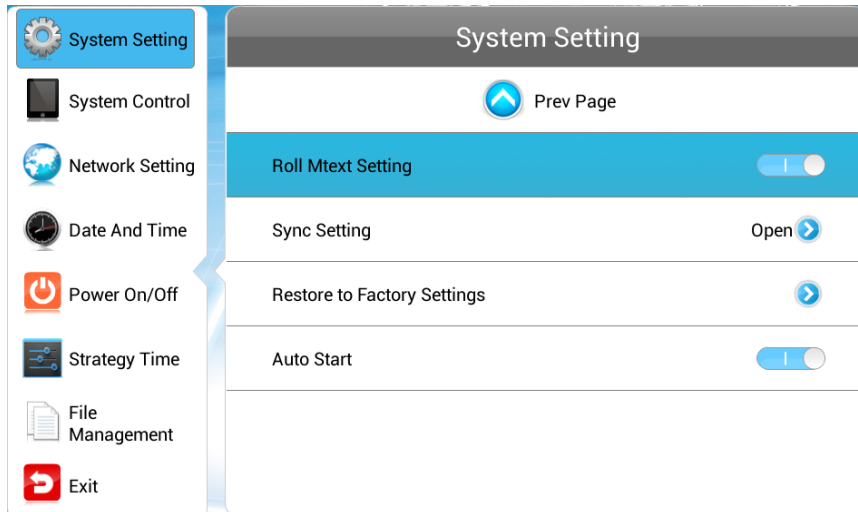 System Setting
System Control
Network Setting
Date And Time
Power On/Off
Strategy Time
File
Management
Exit
System Setting
Prev Page
Roll Mtext Setting
Sync Setting
Open
Restore to Factory Settings
Auto Start